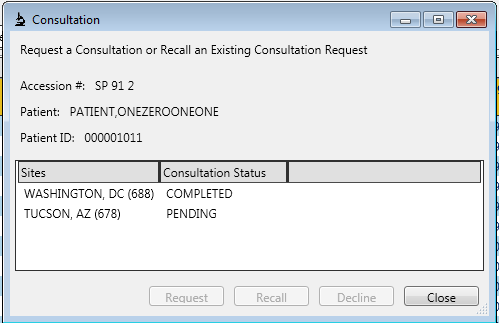 Consultation
Request a Consultation or Recall an Existing Consultation Request
Accession #: SP 91 2
Patient: PATIENT,ONEZEROONEONE
Patient ID: 000001011
Sites Consultation Status
WASHINGTON, DC (688) COMPLETED
TUCSON, AZ (678) PENDING
Request Recall Decline Close